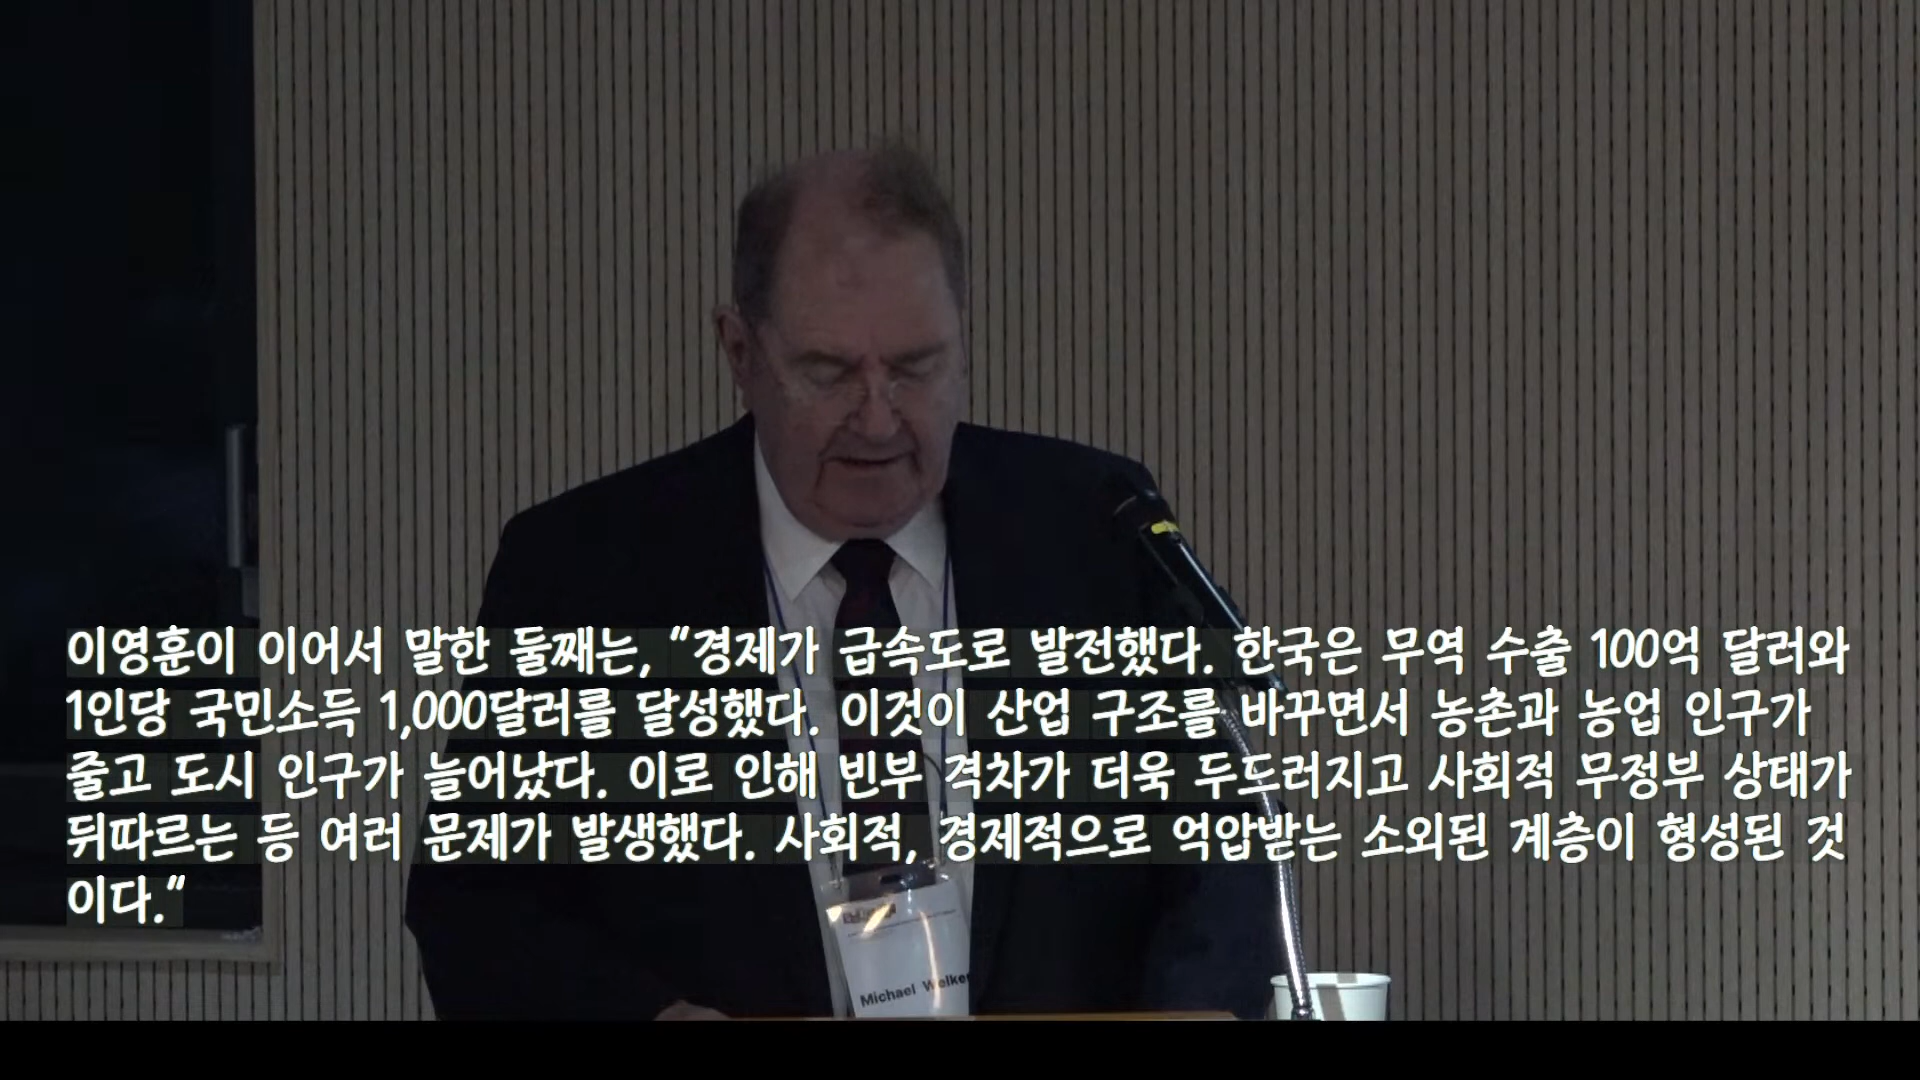 이영훈이 이어서 말한 둘째는, "경제가 급속도로 발전했다. 한국은 무역 수출 100억 달러와
1인당 국민소득 1,000달러를 달성했다. 이것이 산업 구조를 바꾸면서 농촌과 농업 인구가
줄고 도시 인구가 늘어났다. 이로 인해 빈부 격차가 더욱 두드러지고 사회적 무정부 상태가
뒤따르는 등 여러 문제가 발생했다. 사회적, 경제적으로 억압받는 소외된 계층이 형성된 것
이다."
Michael Welker